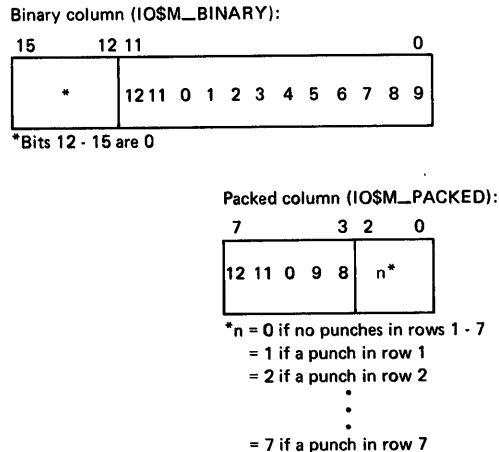 Binary column (IO$M_BINARY):
15 12 11 0
* 12 11 0 1 2 3 4 5 6 7 8 9
*Bits 12 - 15 are 0
Packed column (IO$M_PACKED):
7 3 2 0
12 11 0 9 8 n*
*n = 0 if no punches in rows 1 - 7
= 1 if a punch in row 1
= 2 if a punch in row 2
= 7 if a punch in row 7